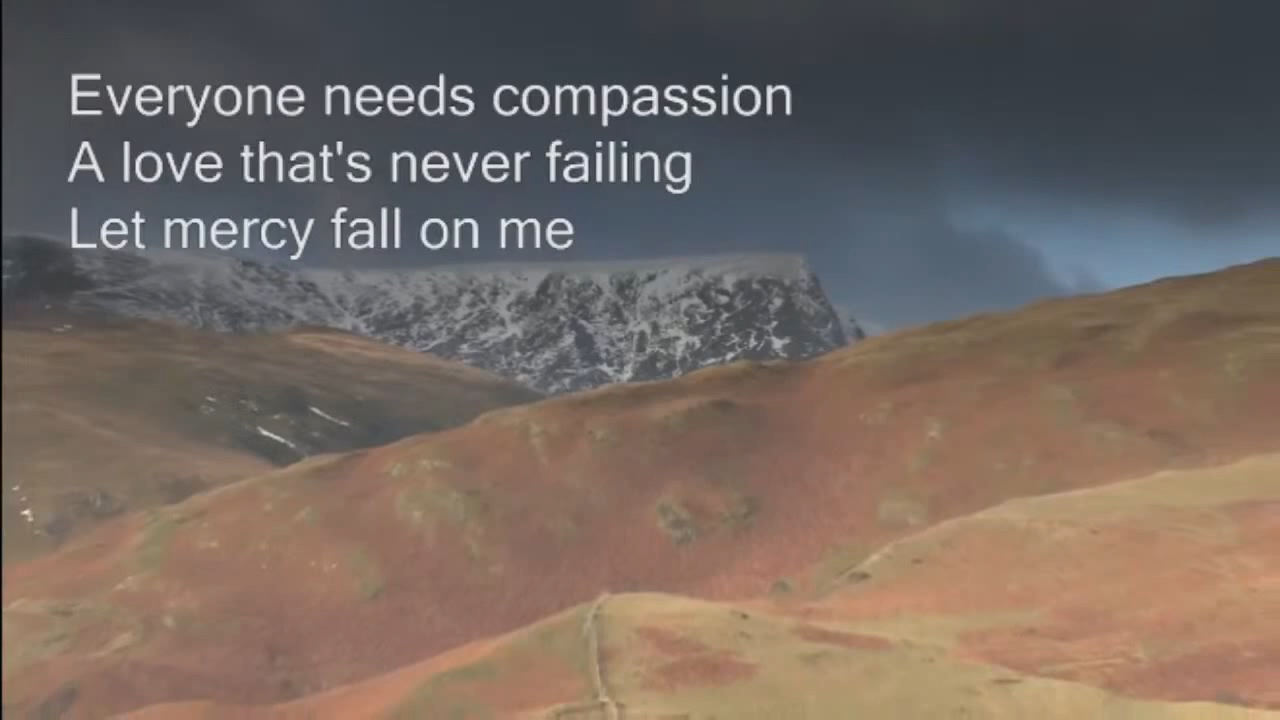 Everyone needs compassion
A love that's never failing
Let mercy fall on me